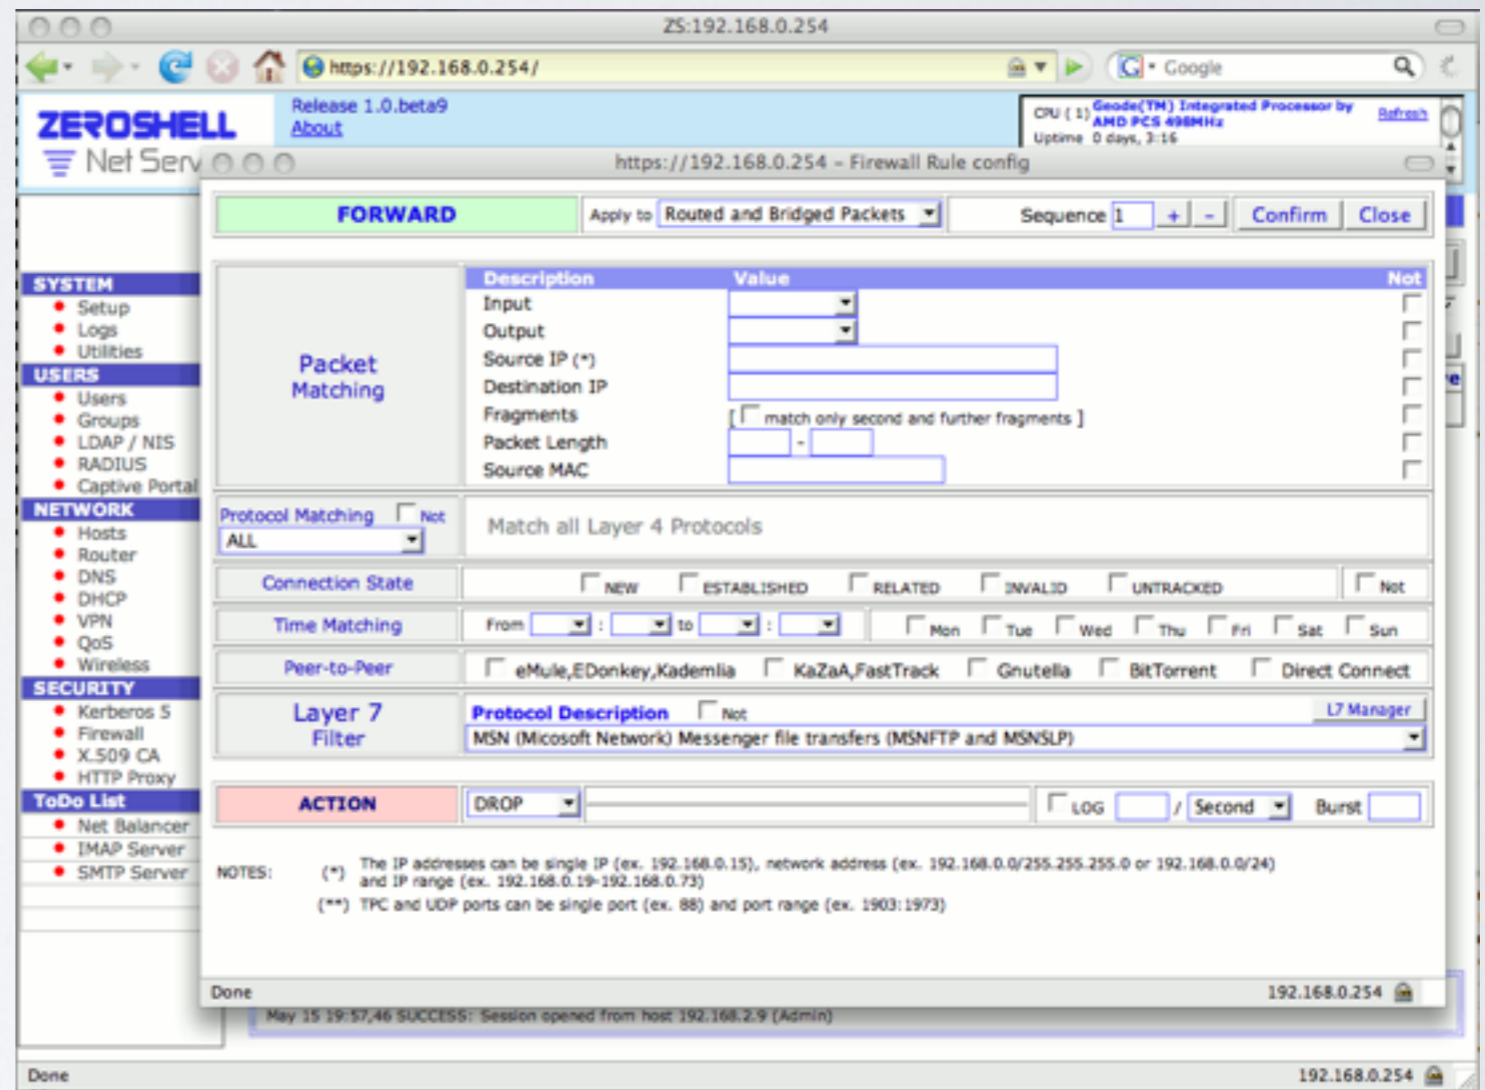 ZS:192.168.0.254
https://192.168.0.254/
Google
ZEROSHELL
Net Serv
Release 1.0.beta9
About
CPU ( 1) Geode(TM) Integrated Processor by
AMD PCS 498MHz
Refresh
Uptime 0 days, 3:16
https://192.168.0.254 – Firewall Rule config
FORWARD
Apply to Routed and Bridged Packets
Sequence 1 + - Confirm Close
SYSTEM
Setup
Logs
Utilities
USERS
Users
Groups
LDAP / NIS
RADIUS
Captive Portal
NETWORK
Hosts
Router
DNS
DHCP
VPN
QoS
Wireless
SECURITY
Kerberos 5
Firewall
X.509 CA
HTTP Proxy
ToDo List
Net Balancer
IMAP Server
SMTP Server
Packet
Matching
Description Value Not
Input
Output
Source IP (*)
Destination IP
Fragments [ match only second and further fragments ]
Packet Length -
Source MAC
Protocol Matching Not
ALL
Match all Layer 4 Protocols
Connection State NEW ESTABLISHED RELATED INVALID UNTRACKED Not
Time Matching From : to : Mon Tue Wed Thu Fri Sat Sun
Peer-to-Peer eMule,EDonkey,Kademlia KaZaA,FastTrack Gnutella BitTorrent Direct Connect
Layer 7
Filter
Protocol Description Not L7 Manager
MSN (Micosoft Network) Messenger file transfers (MSNFTP and MSNSLP)
ACTION DROP LOG / Second Burst
NOTES: (*) The IP addresses can be single IP (ex. 192.168.0.15), network address (ex. 192.168.0.0/255.255.255.0 or 192.168.0.0/24)
and IP range (ex. 192.168.0.19-192.168.0.73)
(**) TPC and UDP ports can be single port (ex. 88) and port range (ex. 1903:1973)
Done 192.168.0.254
May 15 19:57,46 SUCCESS: Session opened from host 192.168.2.9 (Admin)
Done 192.168.0.254